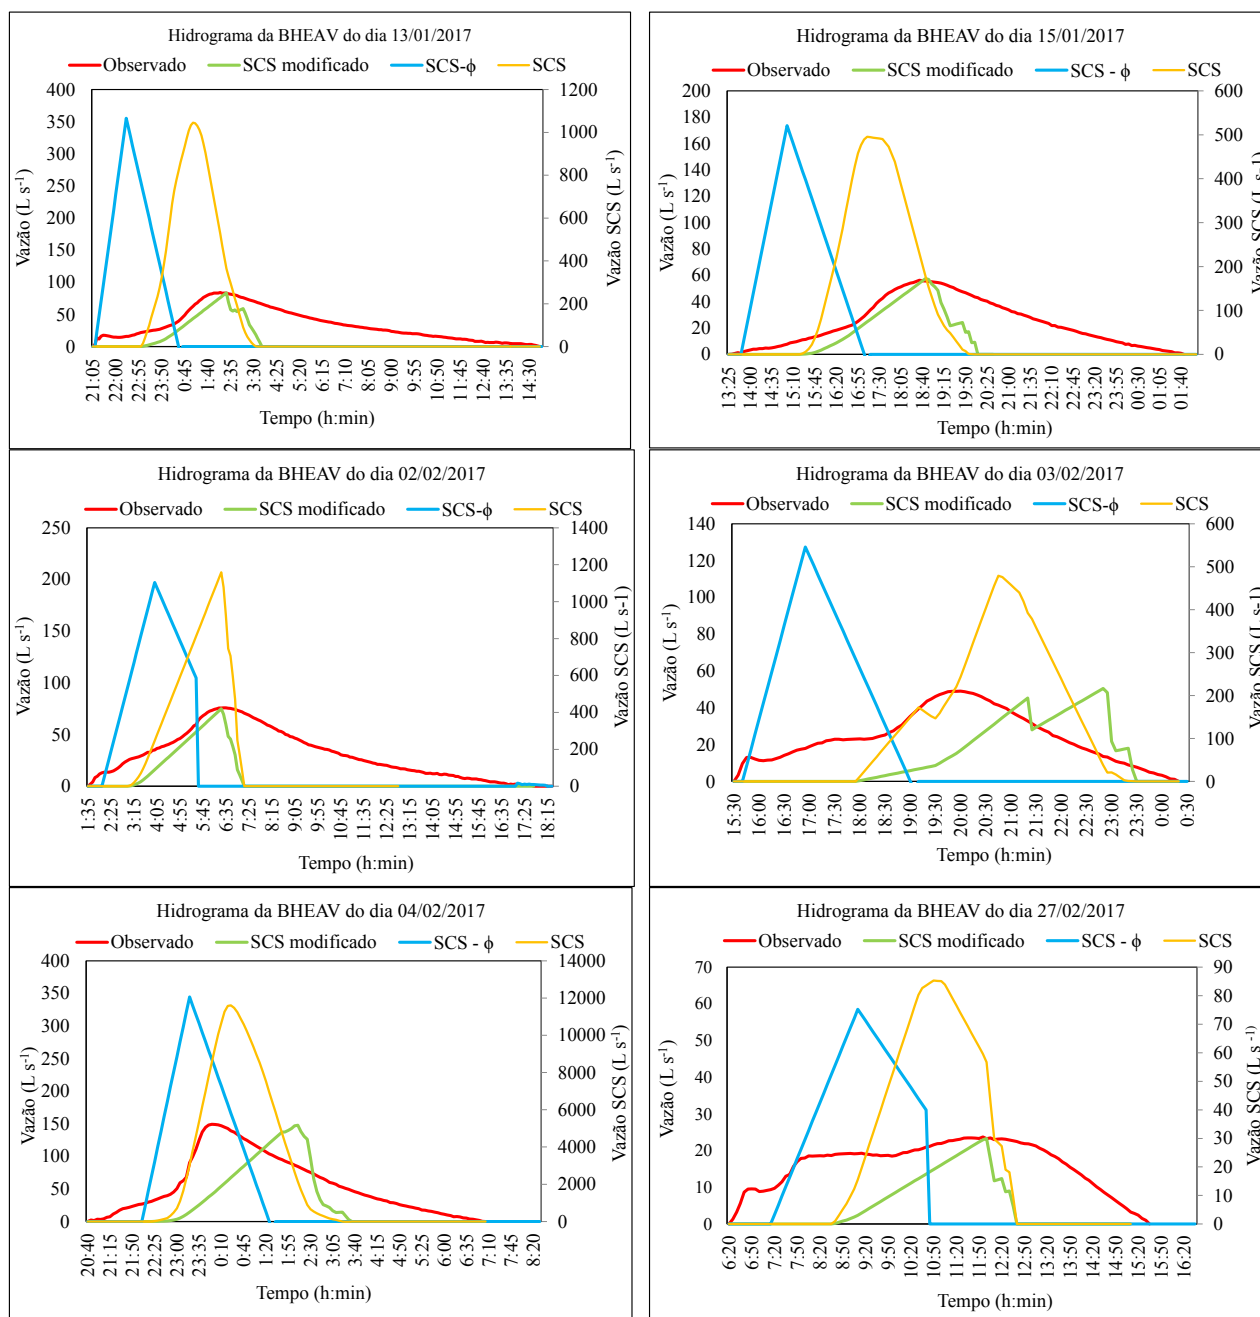 Hidrograma da BHEAV do dia 13/01/2017
Observado SCS modificado SCS-ϕ SCS
400 350 300 250 200 150 100 50 0
Vazão (L s-1)
1200 1000 800 600 400 200 0
Vazão SCS (L s-1)
21:05 22:00 22:55 23:50 0:45 1:40 2:35 3:30 4:25 5:20 6:15 7:10 8:05 9:00 9:55 10:50 11:45 12:40 13:35 14:30
Tempo (h:min)
Hidrograma da BHEAV do dia 15/01/2017
Observado SCS modificado SCS - ϕ SCS
200 180 160 140 120 100 80 60 40 20 0
Vazão (L s-1)
600 500 400 300 200 100 0
Vazão SCS (L s-1)
13:25 14:00 14:35 15:10 15:45 16:20 16:55 17:30 18:05 18:40 19:15 19:50 20:25 21:00 21:35 22:10 22:45 23:20 23:55 00:30 01:05 01:40
Tempo (h:min)
Hidrograma da BHEAV do dia 02/02/2017
Observado SCS modificado SCS-ϕ SCS
250 200 150 100 50 0
Vazão (L s-1)
1400 1200 1000 800 600 400 200 0
Vazão SCS (L s-1)
1:35 2:25 3:15 4:05 4:55 5:45 6:35 7:25 8:15 9:05 9:55 10:45 11:35 12:25 13:15 14:05 14:55 15:45 16:35 17:25 18:15
Tempo (h:min)
Hidrograma da BHEAV do dia 03/02/2017
Observado SCS modificado SCS-ϕ SCS
140 120 100 80 60 40 20 0
Vazão (L s-1)
600 500 400 300 200 100 0
Vazão SCS (L s-1)
15:30 16:00 16:30 17:00 17:30 18:00 18:30 19:00 19:30 20:00 20:30 21:00 21:30 22:00 22:30 23:00 23:30 0:00 0:30
Tempo (h:min)
Hidrograma da BHEAV do dia 04/02/2017
Observado SCS modificado SCS - ϕ SCS
400 350 300 250 200 150 100 50 0
Vazão (L s-1)
14000 12000 10000 8000 6000 4000 2000 0
Vazão SCS (L s-1)
20:40 21:15 21:50 22:25 23:00 23:35 0:10 0:45 1:20 1:55 2:30 3:05 3:40 4:15 4:50 5:25 6:00 6:35 7:10 7:45 8:20
Tempo (h:min)
Hidrograma da BHEAV do dia 27/02/2017
Observado SCS modificado SCS - ϕ SCS
70 60 50 40 30 20 10 0
Vazão (L s-1)
90 80 70 60 50 40 30 20 10 0
Vazão SCS (L s-1)
6:20 6:50 7:20 7:50 8:20 8:50 9:20 9:50 10:20 10:50 11:20 11:50 12:20 12:50 13:20 13:50 14:20 14:50 15:20 15:50 16:20
Tempo (h:min)